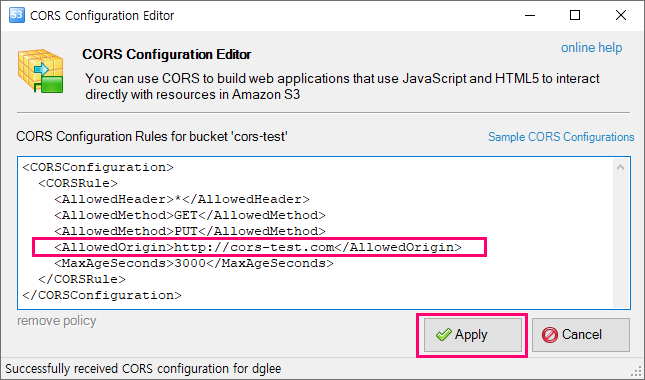 S3 CORS Configuration Editor
CORS Configuration Editor
online help
You can use CORS to build web applications that use JavaScript and HTML5 to interact
directly with resources in Amazon S3
CORS Configuration Rules for bucket 'cors-test'
Sample CORS Configurations
<CORSConfiguration>
  <CORSRule>
    <AllowedHeader>*</AllowedHeader>
    <AllowedMethod>GET</AllowedMethod>
    <AllowedMethod>PUT</AllowedMethod>
    <AllowedOrigin>http://cors-test.com</AllowedOrigin>
    <MaxAgeSeconds>3000</MaxAgeSeconds>
  </CORSRule>
</CORSConfiguration>
remove policy
Apply
Cancel
Successfully received CORS configuration for dglee